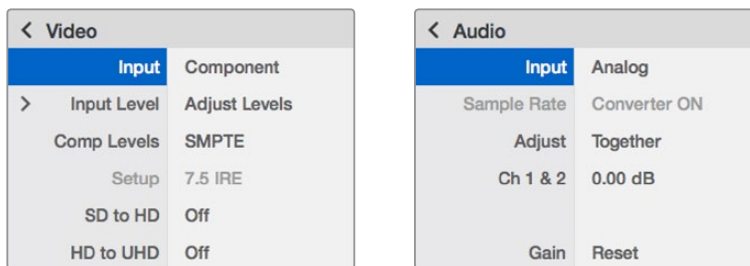 Video
Input Component
Input Level Adjust Levels
Comp Levels SMPTE
Setup 7.5 IRE
SD to HD Off
HD to UHD Off
Audio
Input Analog
Sample Rate Converter ON
Adjust Together
Ch 1 & 2 0.00 dB
Gain Reset